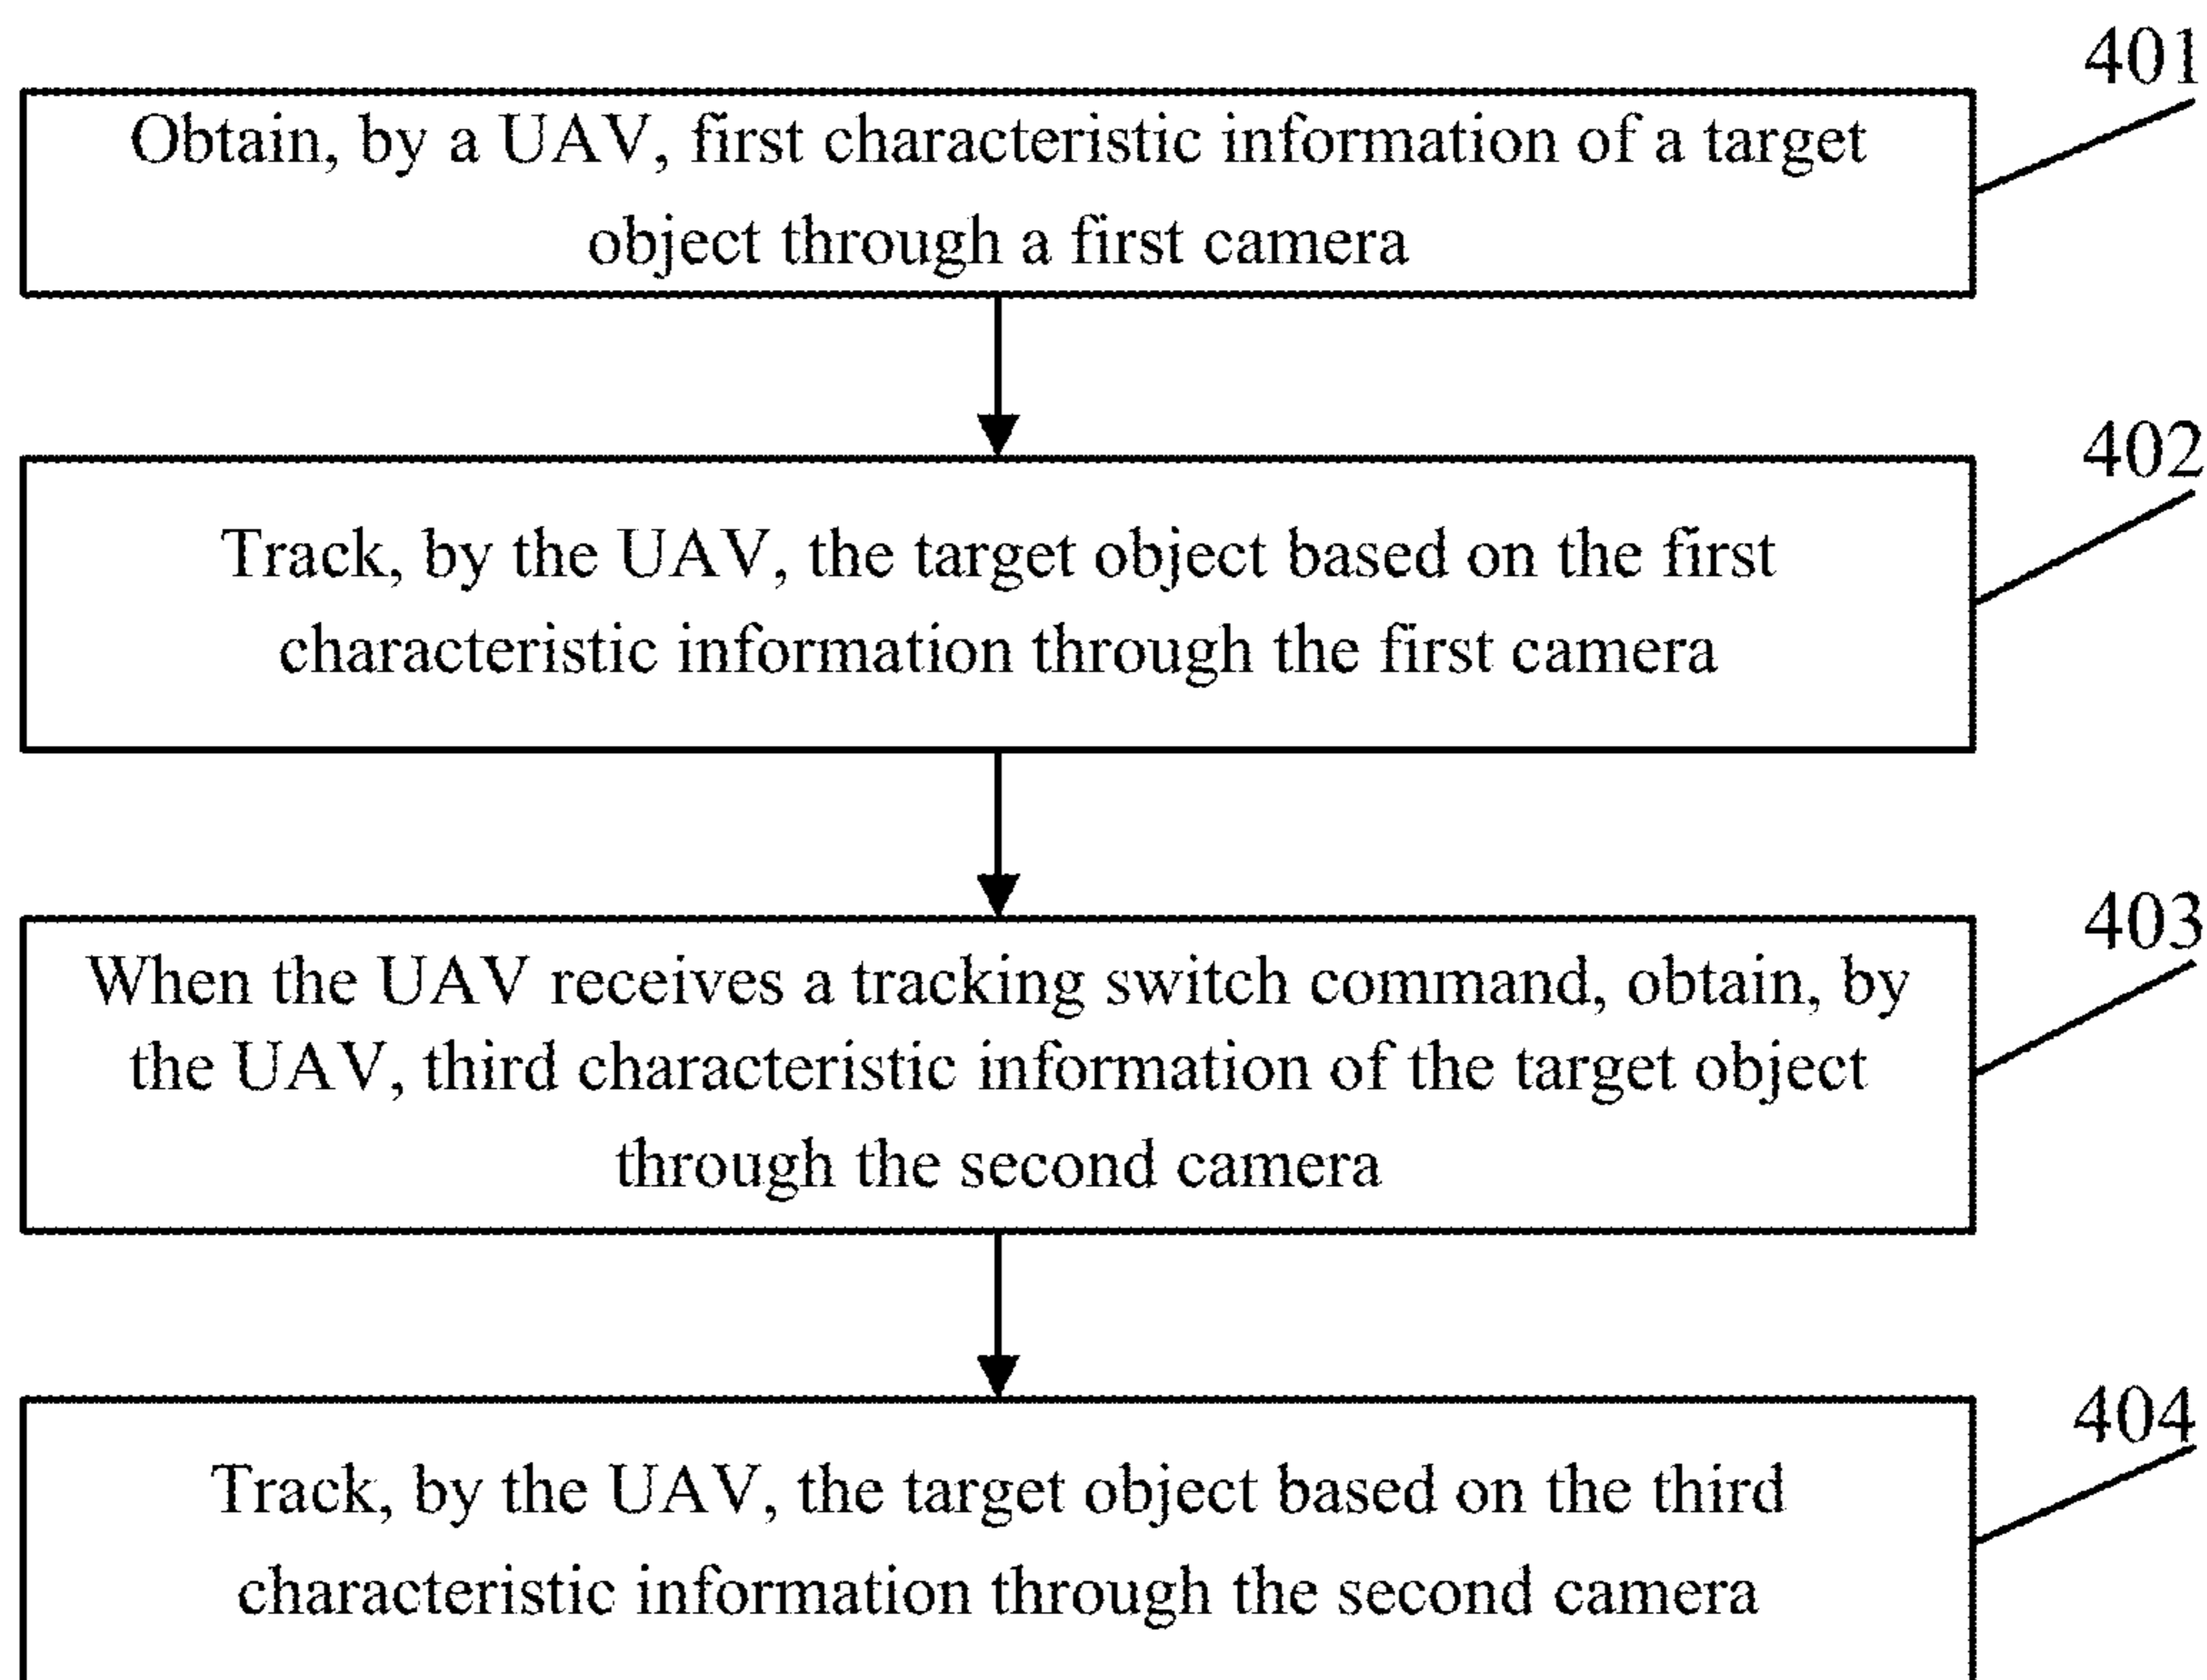 401
Obtain, by a UAV, first characteristic information of a target
object through a first camera
402
Track, by the UAV, the target object based on the first
characteristic information through the first camera
403
When the UAV receives a tracking switch command, obtain, by
the UAV, third characteristic information of the target object
through the second camera
404
Track, by the UAV, the target object based on the third
characteristic information through the second camera